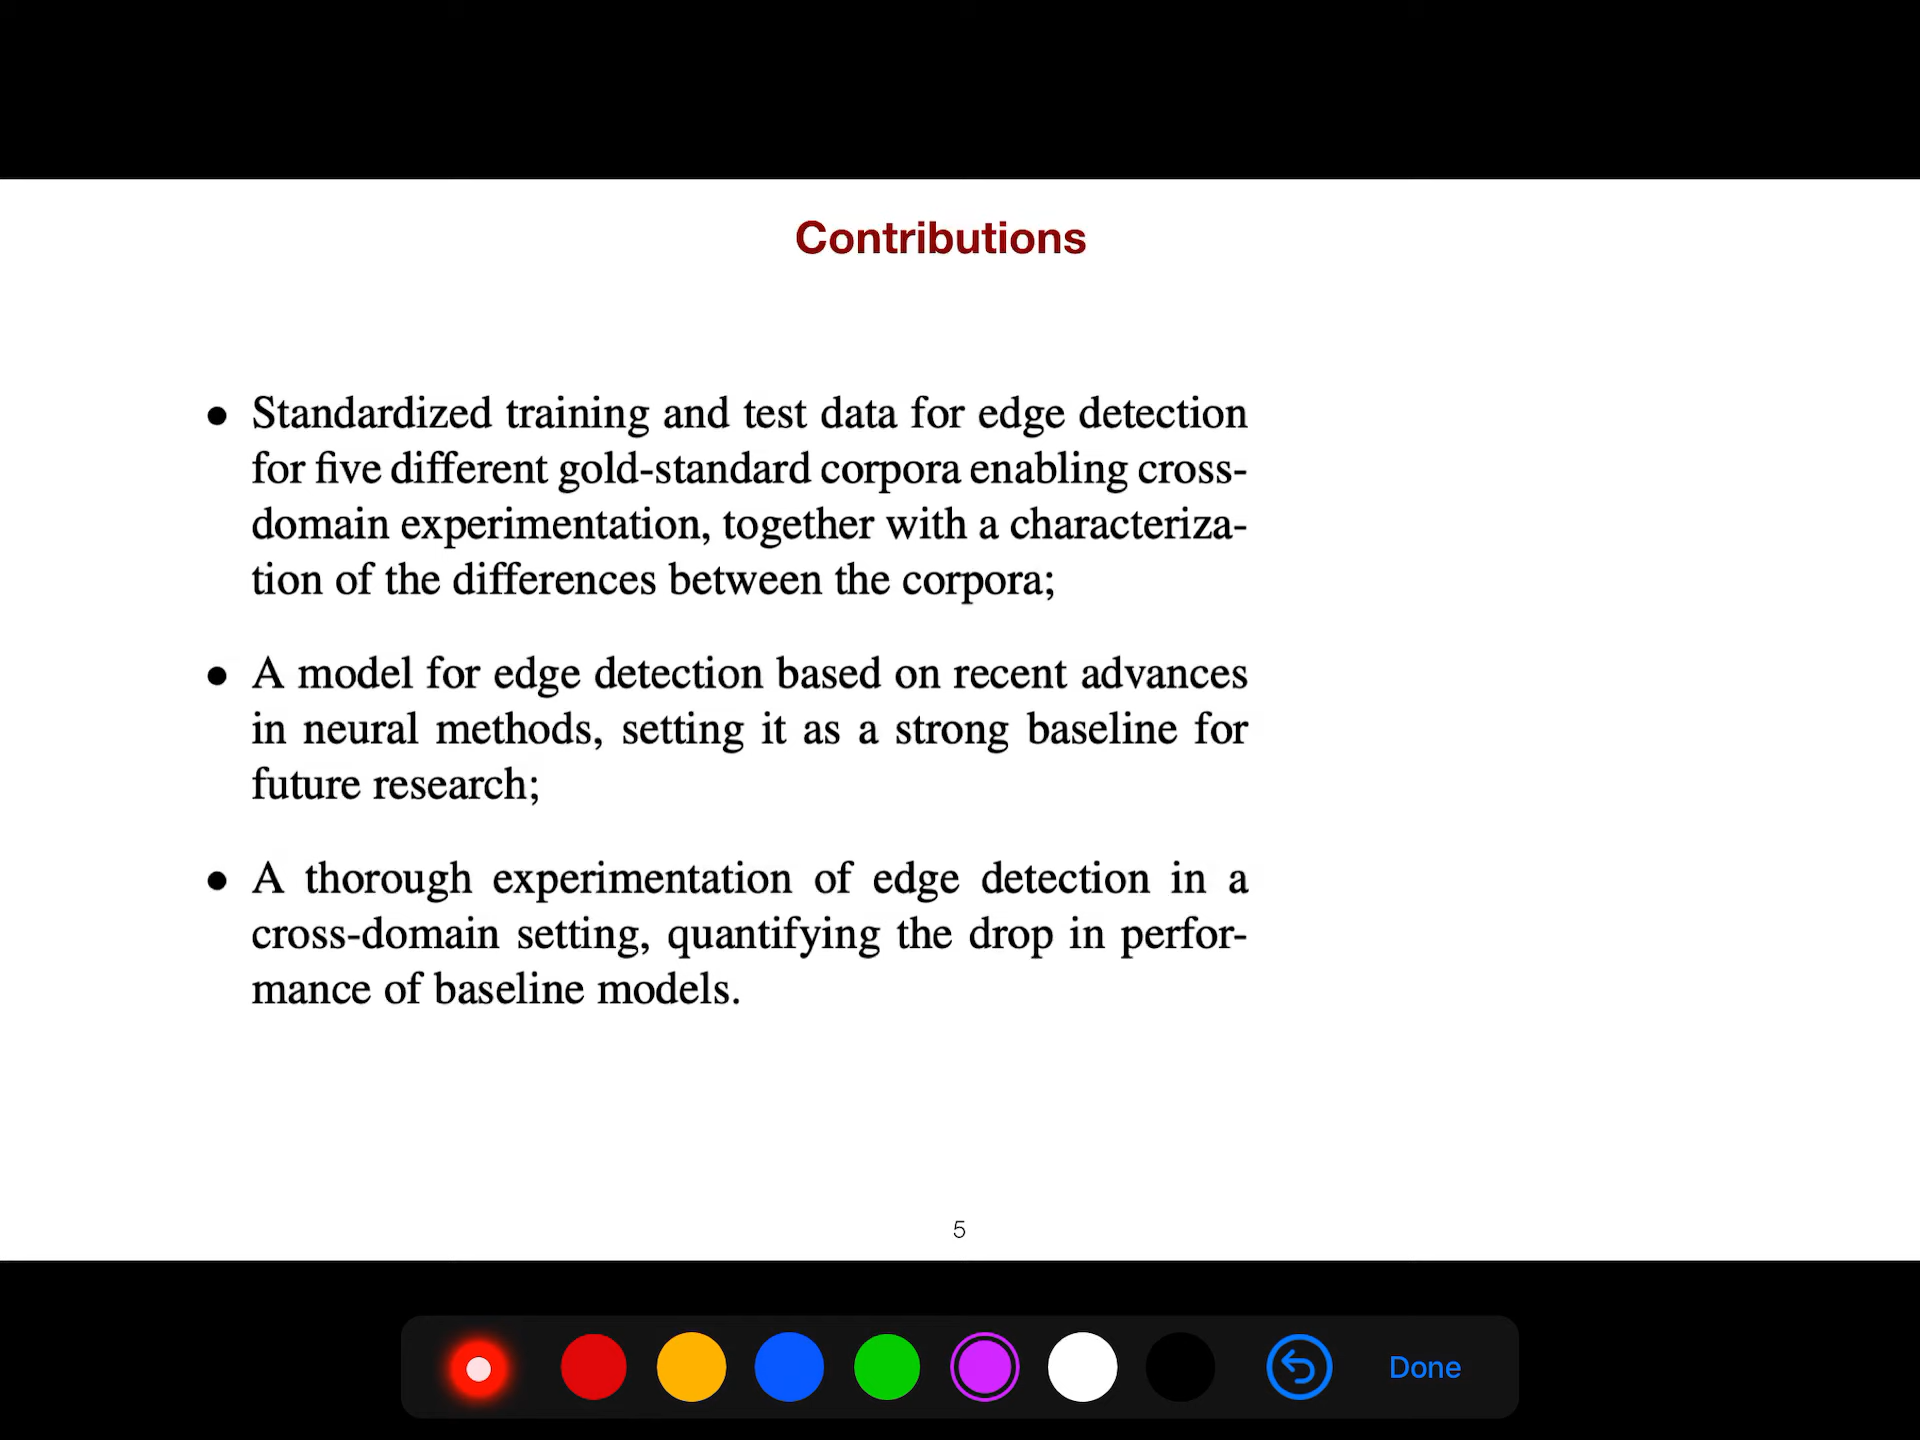 Contributions
● Standardized training and test data for edge detection
for five different gold-standard corpora enabling cross-
domain experimentation, together with a characteriza-
tion of the differences between the corpora;
● A model for edge detection based on recent advances
in neural methods, setting it as a strong baseline for
future research;
● A thorough experimentation of edge detection in a
cross-domain setting, quantifying the drop in perfor-
mance of baseline models.
5
Done